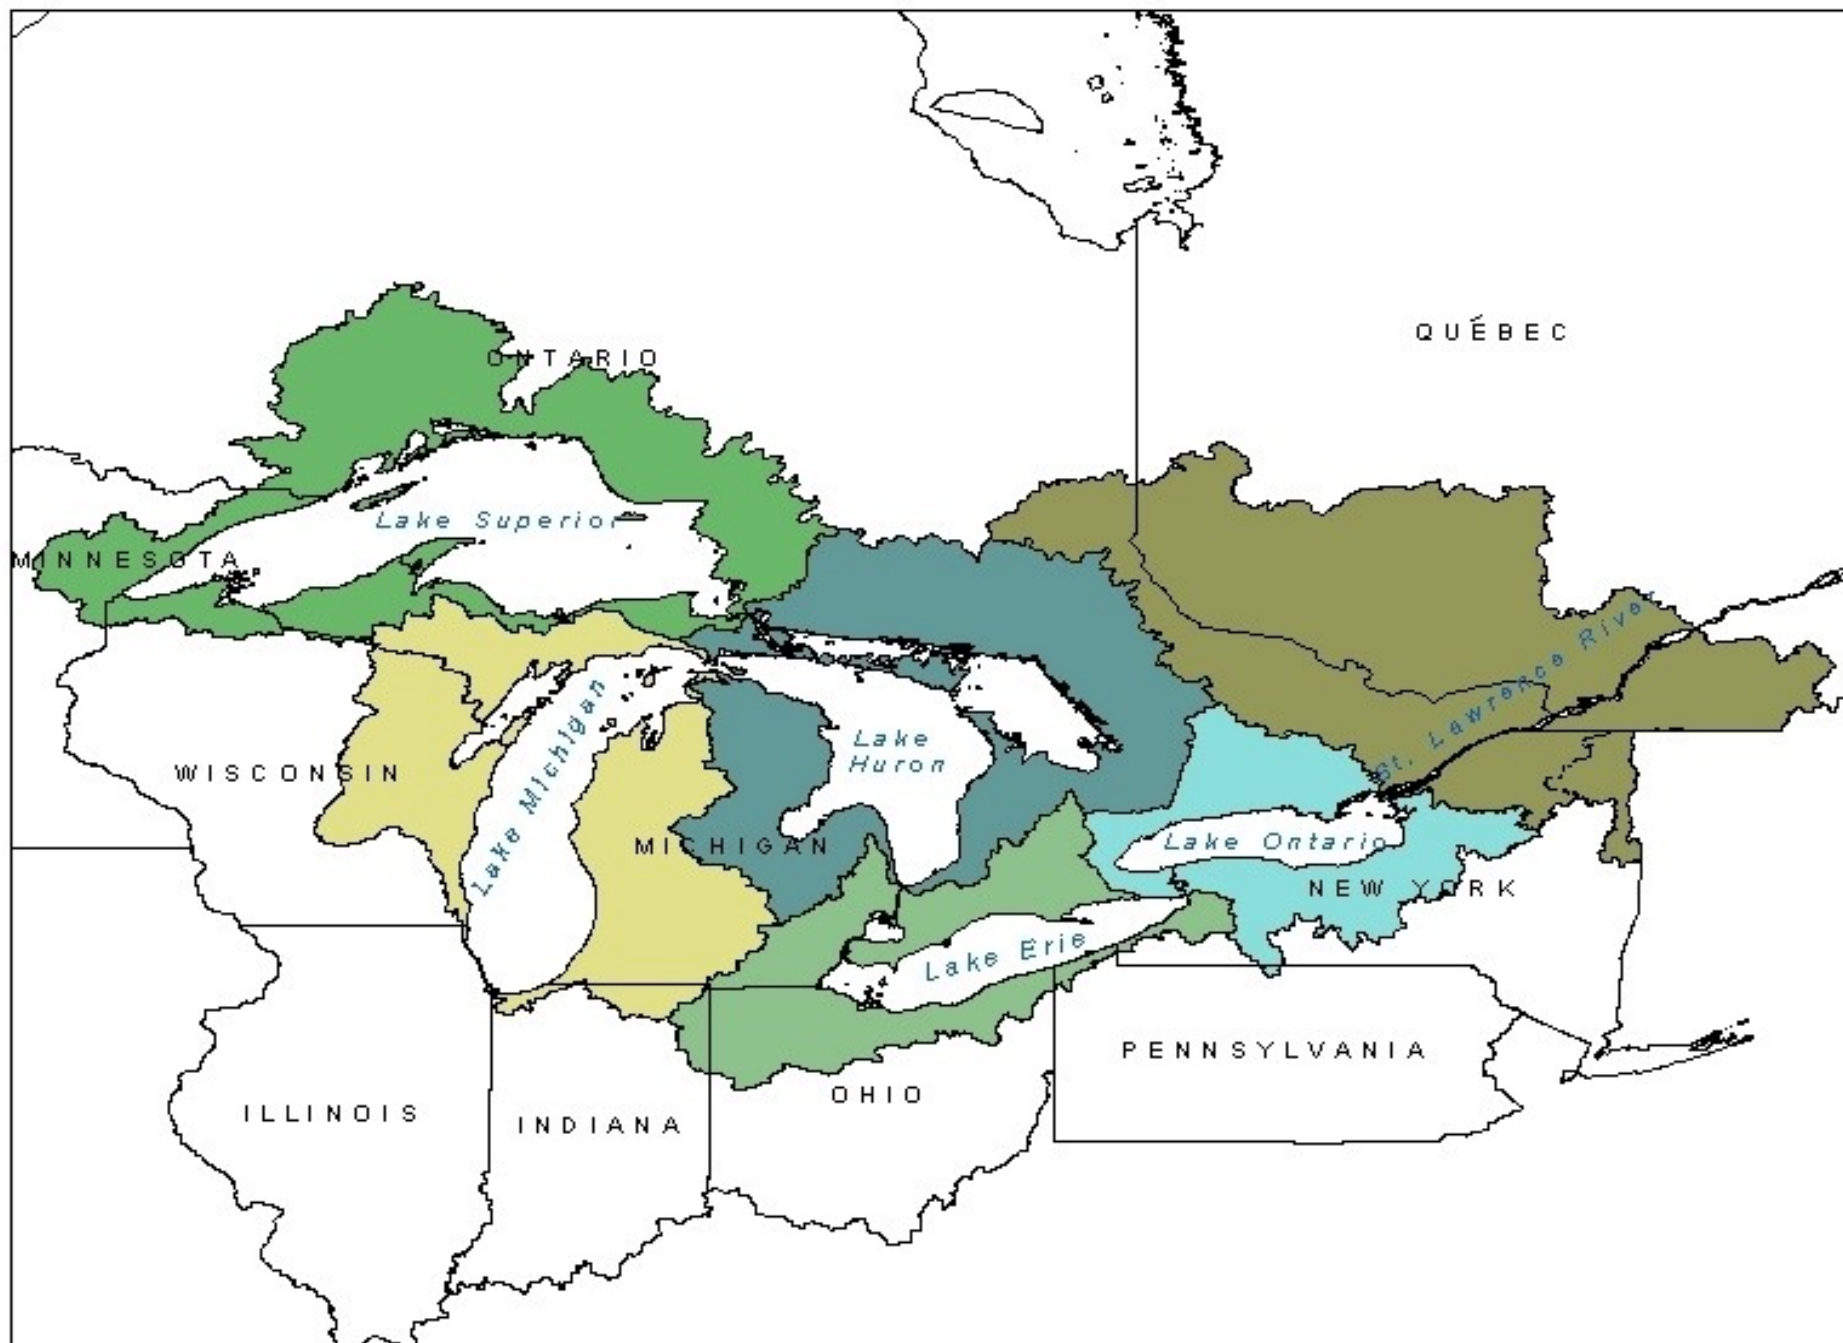 QUÉBEC
ONTARIO
Lake Superior
MINNESOTA
St. Lawrence River
Lake
Huron
Lake Michigan
WISCONSIN
MICHIGAN
Lake Ontario
NEW YORK
Lake Erie
PENNSYLVANIA
OHIO
ILLINOIS
INDIANA